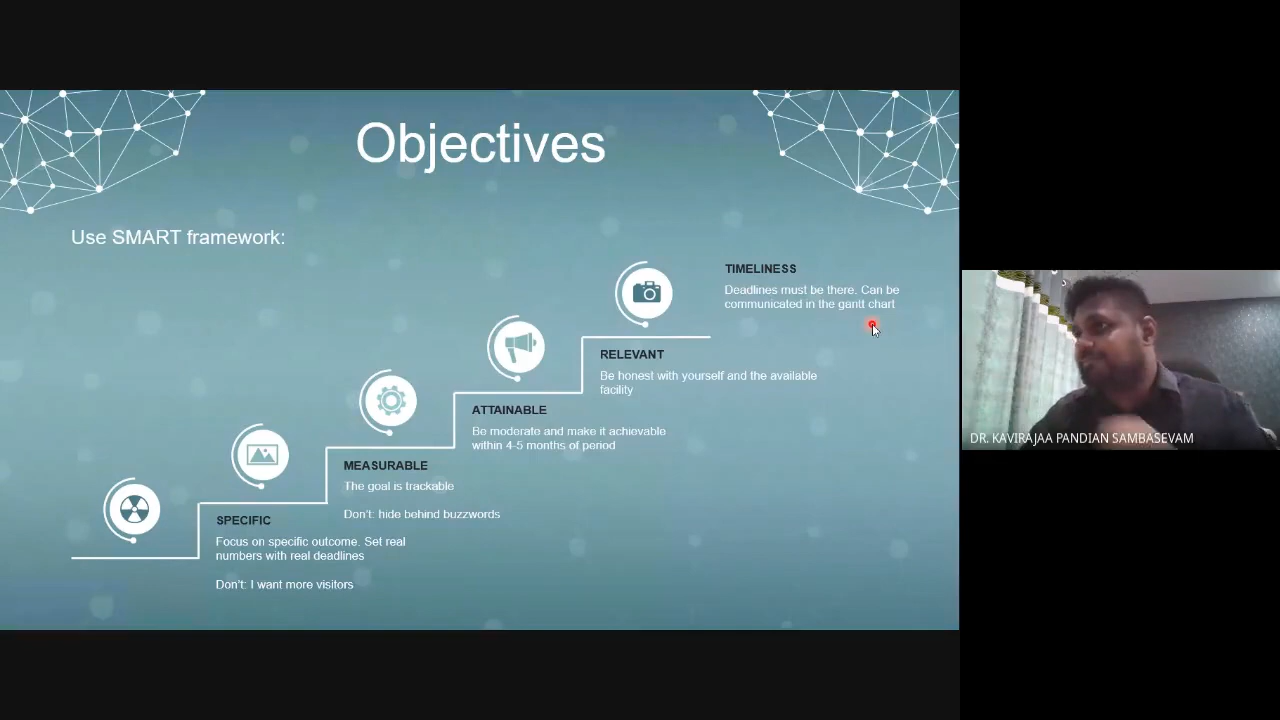 Objectives
Use SMART framework:
TIMELINESS
Deadlines must be there. Can be
communicated in the gantt chart
RELEVANT
Be honest with yourself and the available
facility
ATTAINABLE
Be moderate and make it achievable
within 4-5 months of period
MEASURABLE
The goal is trackable
Don't: hide behind buzzwords
SPECIFIC
Focus on specific outcome. Set real
numbers with real deadlines
Don't: I want more visitors
DR. KAVIRAJAA PANDIAN SAMBASEVAM